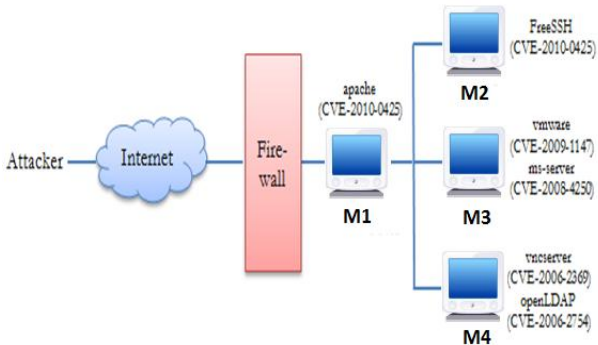 Attacker
Internet
Fire-
wall
apache
(CVE-2010-0425)
M1
FreeSSH
(CVE-2010-0425)
M2
vmware
(CVE-2009-1147)
ms-server
(CVE-2008-4250)
M3
vncserver
(CVE-2006-2369)
openLDAP
(CVE-2006-2754)
M4